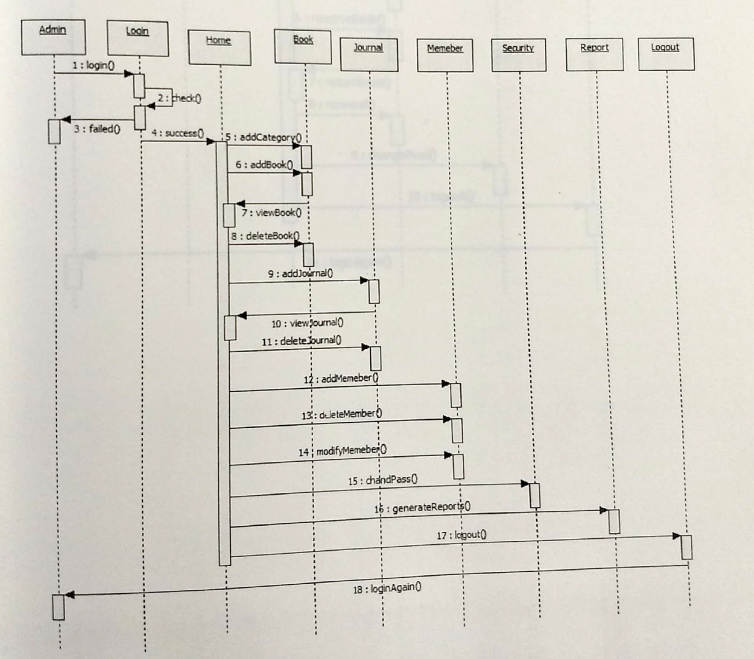 Admin
Login
Home
Book
Journal
Memeber
Security
Report
Logout
1 : login()
2 : check()
3 : failed()
4 : success()
5 : addCategory()
6 : addBook()
7 : viewBook()
8 : deleteBook()
9 : addJournal()
10 : viewJournal()
11 : deleteJournal()
12 : addMemeber()
13 : deleteMember()
14 : modifyMemeber()
15 : chandPass()
16 : generateReports()
17 : logout()
18 : loginAgain()